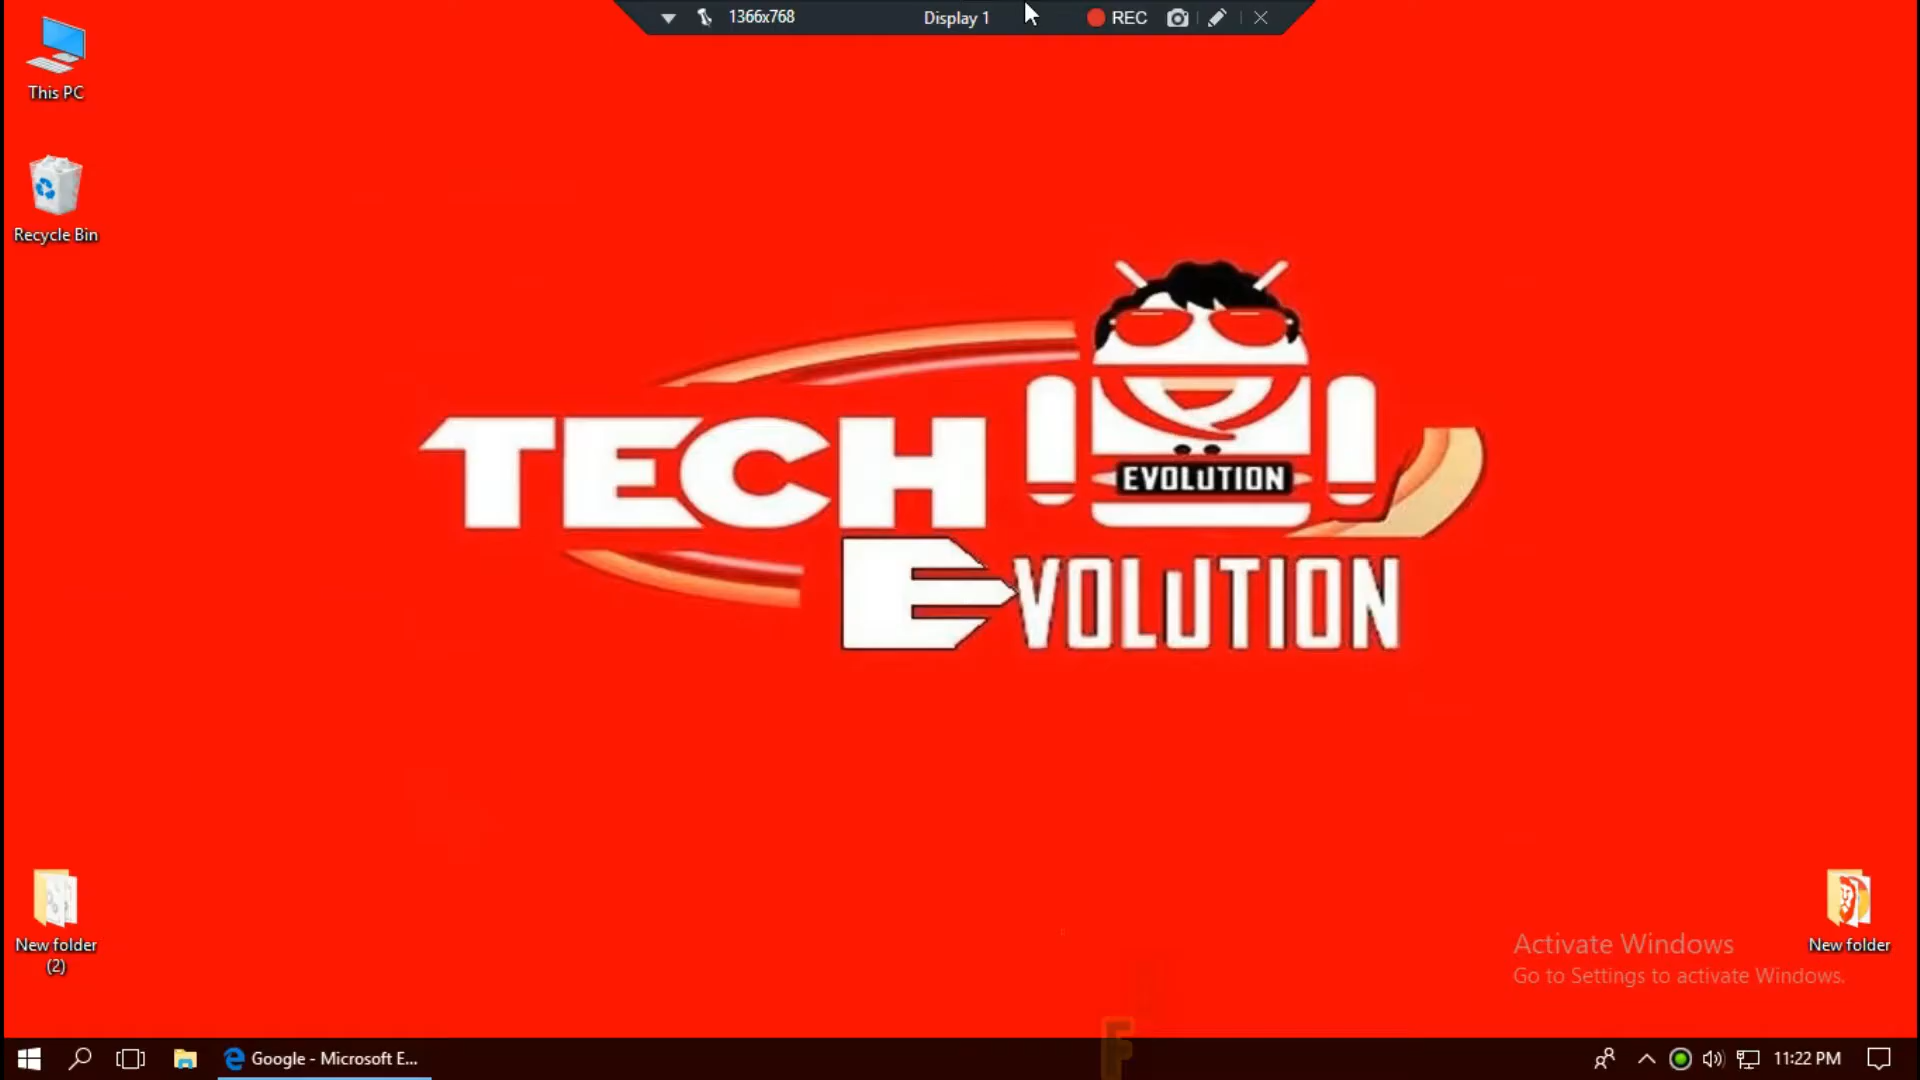 1366x768
Display 1
REC
This PC
Recycle Bin
TECH
EVOLUTION
EVOLUTION
New folder
(2)
New folder
Activate Windows
Go to Settings to activate Windows.
F
Google - Microsoft E...
11:22 PM